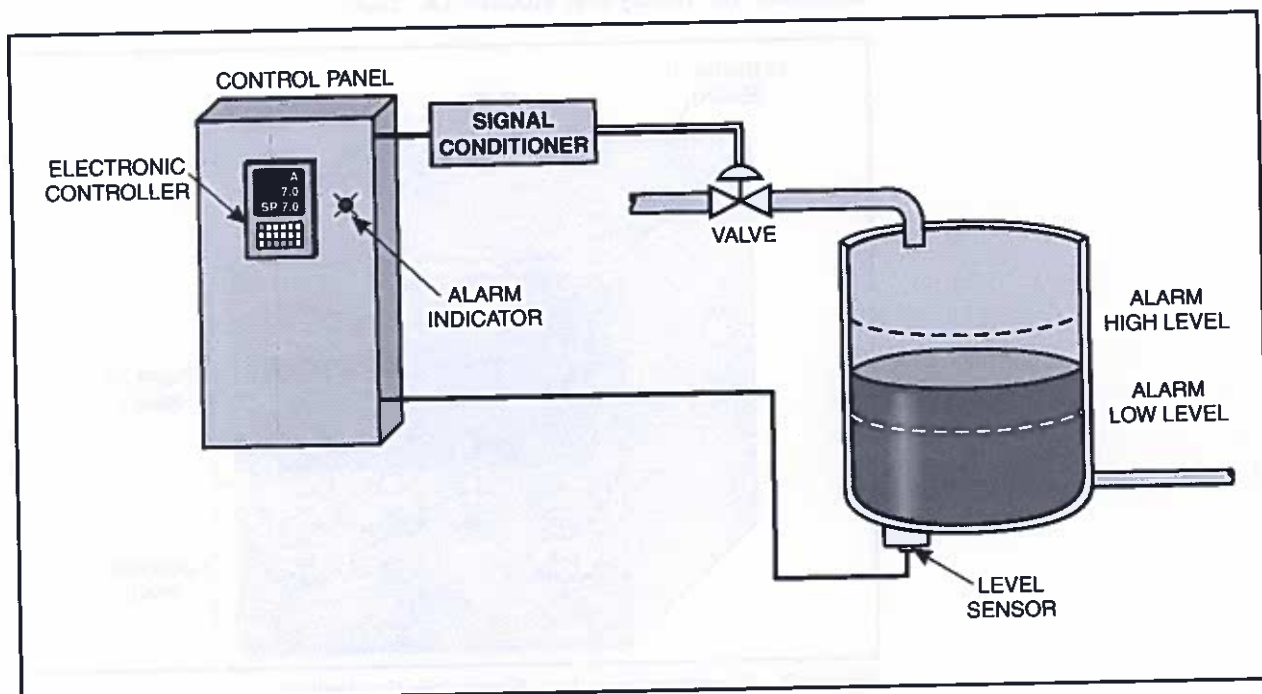 CONTROL PANEL
SIGNAL
CONDITIONER
ELECTRONIC
CONTROLLER
A
7.0
SP 7.0
VALVE
ALARM
INDICATOR
ALARM
HIGH LEVEL
ALARM
LOW LEVEL
LEVEL
SENSOR